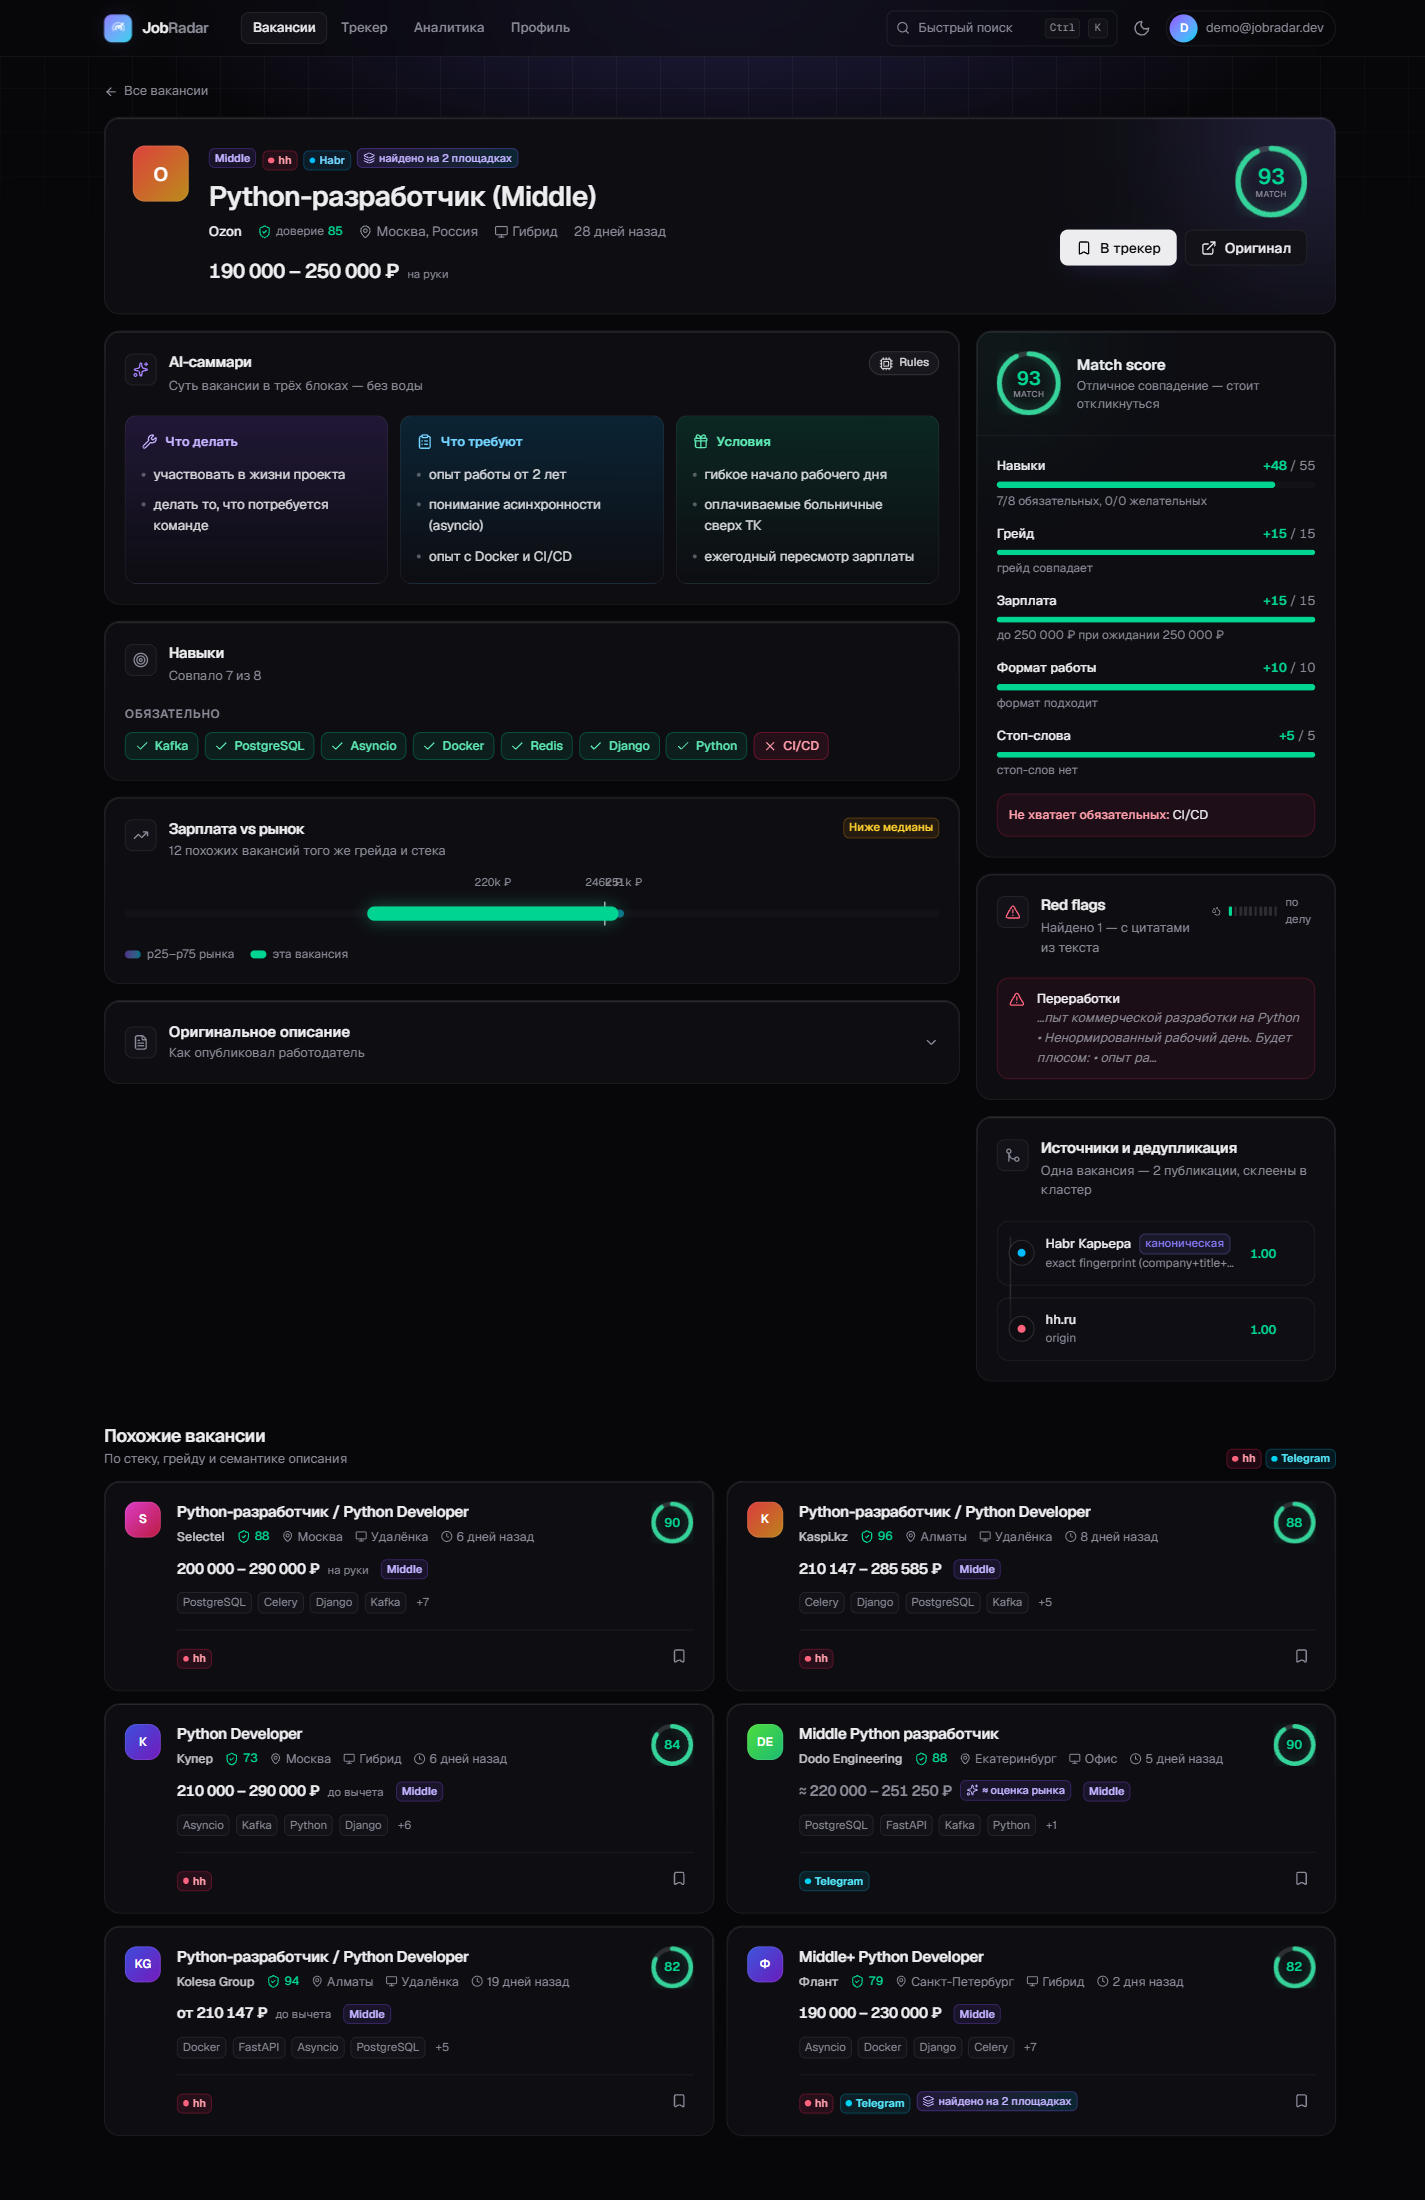 JobRadar
Вакансии
Трекер
Аналитика
Профиль
Быстрый поиск
Ctrl K
D
demo@jobradar.dev
Все вакансии
O
Middle
hh
Habr
найдено на 2 площадках
Python-разработчик (Middle)
Ozon
доверие 85
Москва, Россия
Гибрид
28 дней назад
190 000 – 250 000 ₽ на руки
93
MATCH
В трекер
Оригинал
AI-саммари
Суть вакансии в трёх блоках — без воды
Rules
Что делать
• участвовать в жизни проекта
• делать то, что потребуется
команде
Что требуют
• опыт работы от 2 лет
• понимание асинхронности
(asyncio)
• опыт с Docker и CI/CD
Условия
• гибкое начало рабочего дня
• оплачиваемые больничные
сверх ТК
• ежегодный пересмотр зарплаты
Навыки
Совпало 7 из 8
ОБЯЗАТЕЛЬНО
Kafka
PostgreSQL
Asyncio
Docker
Redis
Django
Python
CI/CD
Зарплата vs рынок
12 похожих вакансий того же грейда и стека
Ниже медианы
220k ₽
251k ₽
p25–p75 рынка
эта вакансия
Оригинальное описание
Как опубликовал работодатель
93
MATCH
Match score
Отличное совпадение — стоит
откликнуться
Навыки +48 / 55
7/8 обязательных, 0/0 желательных
Грейд +15 / 15
грейд совпадает
Зарплата +15 / 15
до 250 000 ₽ при ожидании 250 000 ₽
Формат работы +10 / 10
формат подходит
Стоп-слова +5 / 5
стоп-слов нет
Не хватает обязательных: CI/CD
Red flags
Найдено 1 — с цитатами
из текста
по
делу
Переработки
…пыт коммерческой разработки на Python
• Ненормированный рабочий день. Будет
плюсом: • опыт ра…
Источники и дедупликация
Одна вакансия — 2 публикации, склеены в
кластер
Habr Карьера каноническая
exact fingerprint (company+title+…
1.00
hh.ru
origin
1.00
Похожие вакансии
По стеку, грейду и семантике описания
hh
Telegram
S
Python-разработчик / Python Developer
Selectel 88 Москва Удалёнка 6 дней назад
200 000 – 290 000 ₽ на руки Middle
PostgreSQL Celery Django Kafka +7
hh
90
K
Python-разработчик / Python Developer
Kaspi.kz 96 Алматы Удалёнка 8 дней назад
210 147 – 285 585 ₽ Middle
Celery Django PostgreSQL Kafka +5
hh
88
К
Python Developer
Купер 73 Москва Гибрид 6 дней назад
210 000 – 290 000 ₽ до вычета Middle
Asyncio Kafka Python Django +6
hh
84
DE
Middle Python разработчик
Dodo Engineering 88 Екатеринбург Офис 5 дней назад
≈ 220 000 – 251 250 ₽ ≈ оценка рынка Middle
PostgreSQL FastAPI Kafka Python +1
Telegram
90
KG
Python-разработчик / Python Developer
Kolesa Group 94 Алматы Удалёнка 19 дней назад
от 210 147 ₽ до вычета Middle
Docker FastAPI Asyncio PostgreSQL +5
hh
82
Ф
Middle+ Python Developer
Флант 79 Санкт-Петербург Гибрид 2 дня назад
190 000 – 230 000 ₽ Middle
Asyncio Docker Django Celery +7
hh Telegram найдено на 2 площадках
82